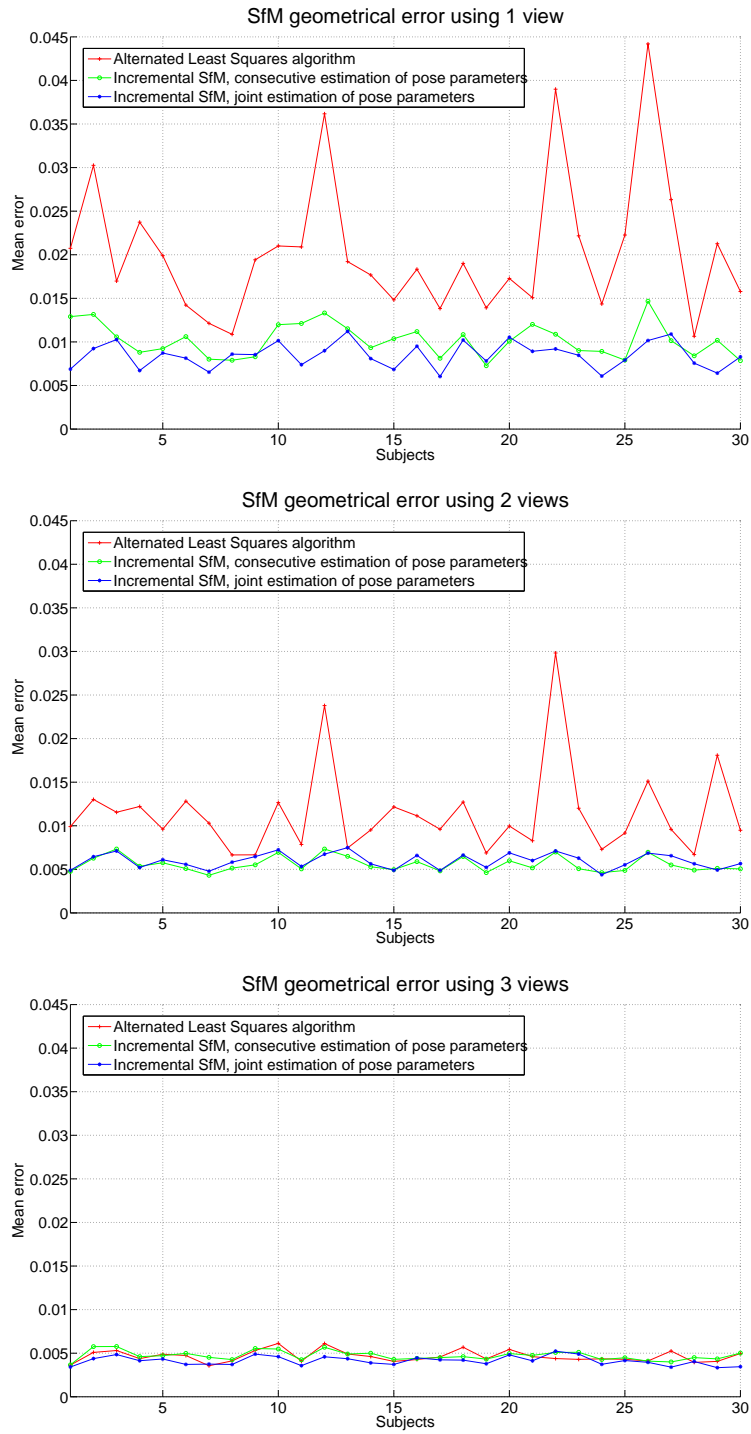 SfM geometrical error using 1 view
0.045
0.04
0.035
0.03
0.025
0.02
0.015
0.01
0.005
0
Mean error
Alternated Least Squares algorithm
Incremental SfM, consecutive estimation of pose parameters
Incremental SfM, joint estimation of pose parameters
5
10
15
20
25
30
Subjects
SfM geometrical error using 2 views
0.045
0.04
0.035
0.03
0.025
0.02
0.015
0.01
0.005
0
Mean error
Alternated Least Squares algorithm
Incremental SfM, consecutive estimation of pose parameters
Incremental SfM, joint estimation of pose parameters
5
10
15
20
25
30
Subjects
SfM geometrical error using 3 views
0.045
0.04
0.035
0.03
0.025
0.02
0.015
0.01
0.005
0
Mean error
Alternated Least Squares algorithm
Incremental SfM, consecutive estimation of pose parameters
Incremental SfM, joint estimation of pose parameters
5
10
15
20
25
30
Subjects